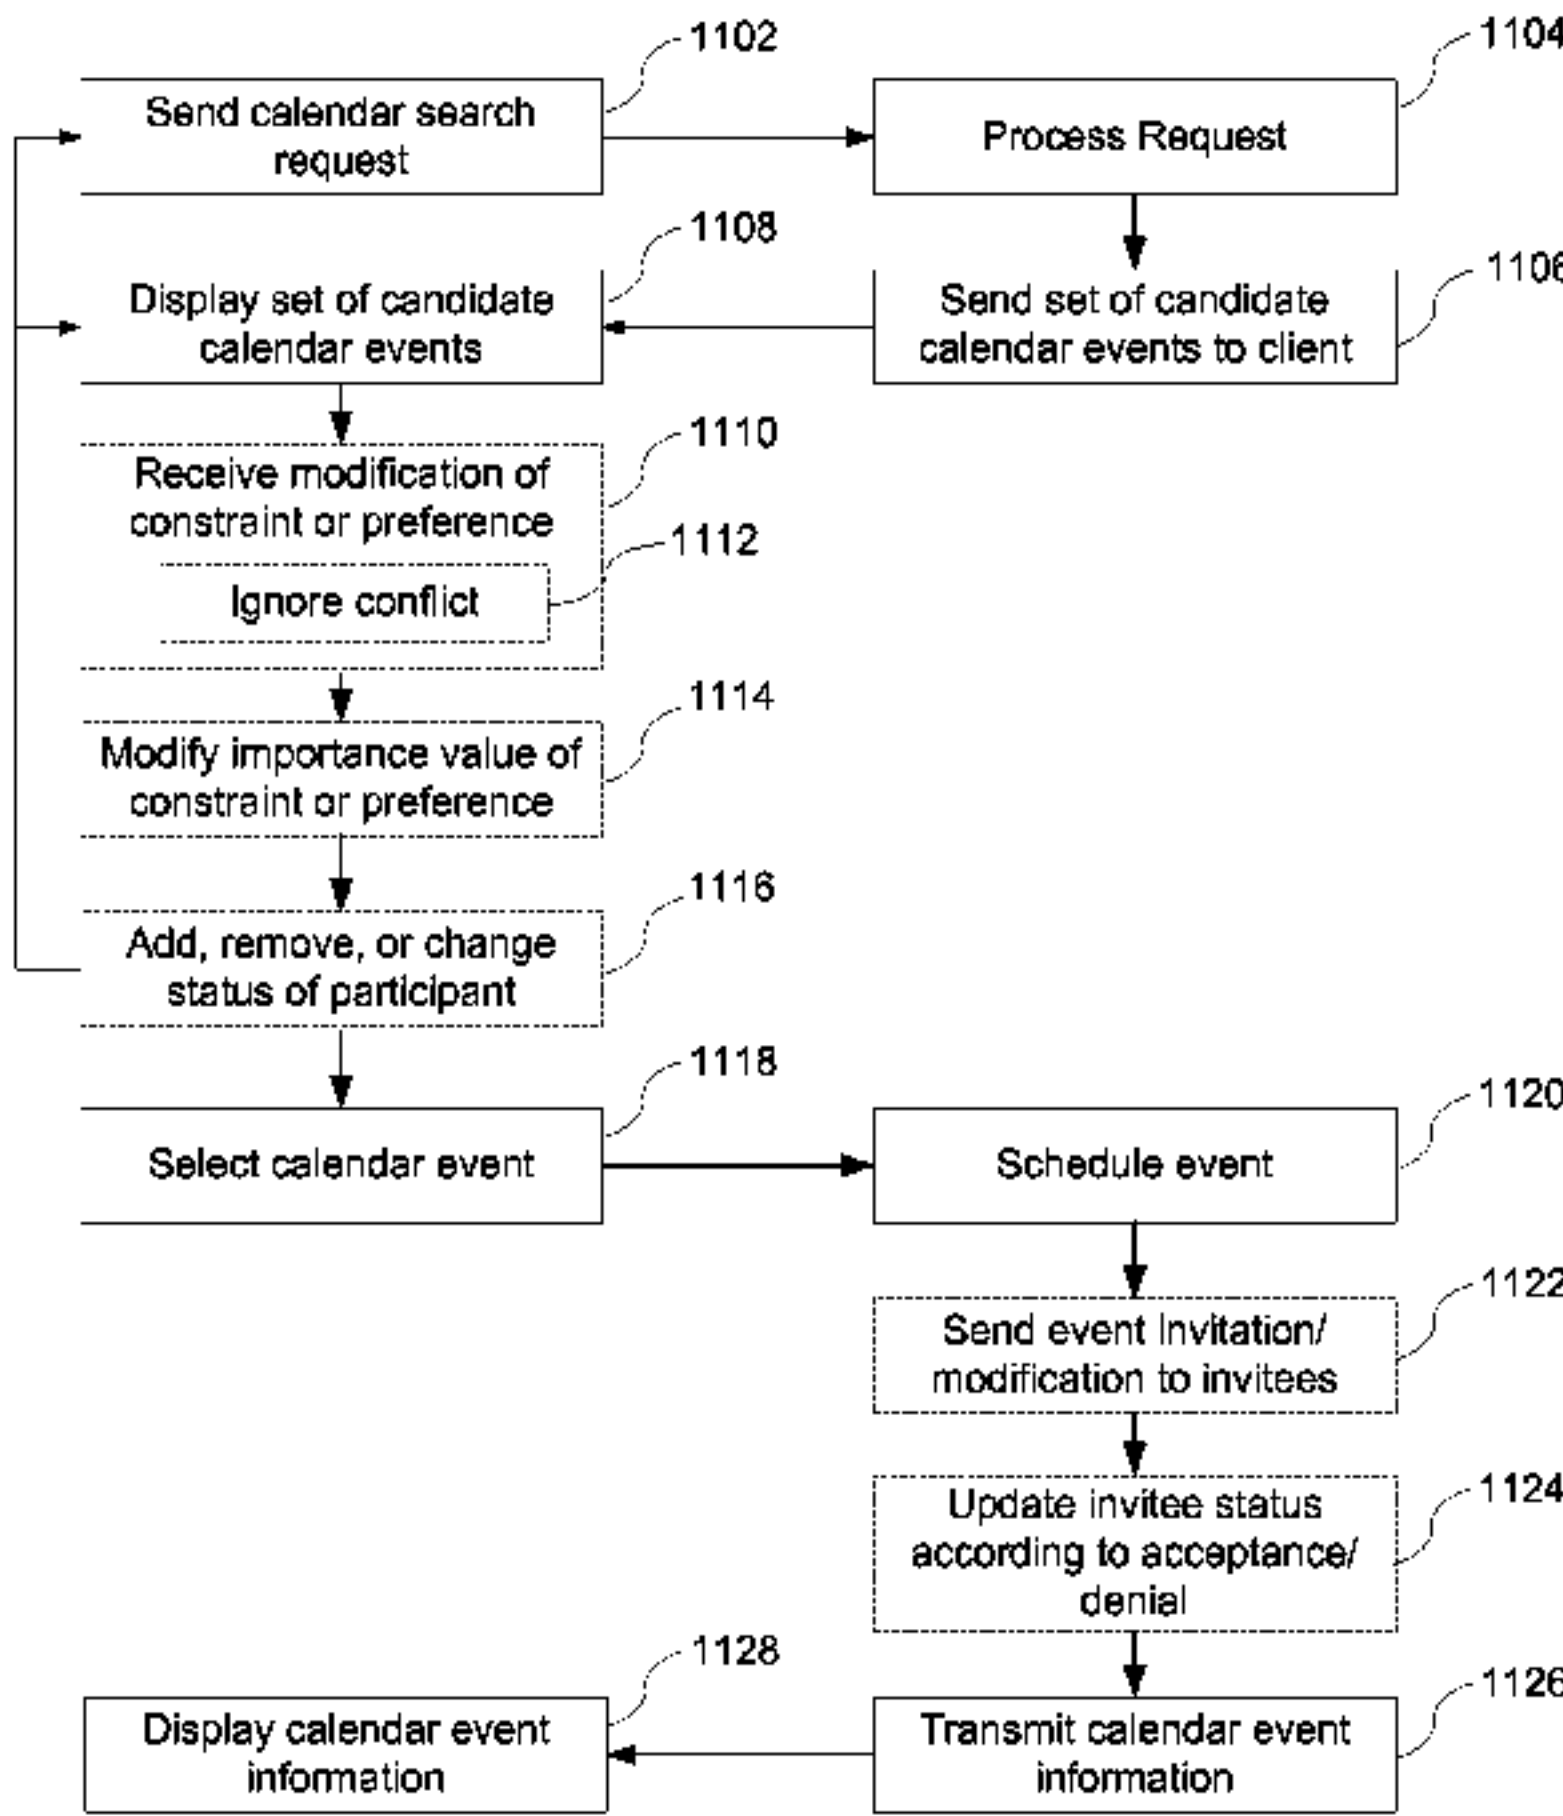 1102
Send calendar search
request
1104
Process Request
1108
Display set of candidate
calendar events
1106
Send set of candidate
calendar events to client
1110
Receive modification of
constraint or preference
1112
Ignore conflict
1114
Modify importance value of
constraint or preference
1116
Add, remove, or change
status of participant
1118
Select calendar event
1120
Schedule event
1122
Send event Invitation/
modification to invitees
1124
Update invitee status
according to acceptance/
denial
1128
Display calendar event
information
1126
Transmit calendar event
information